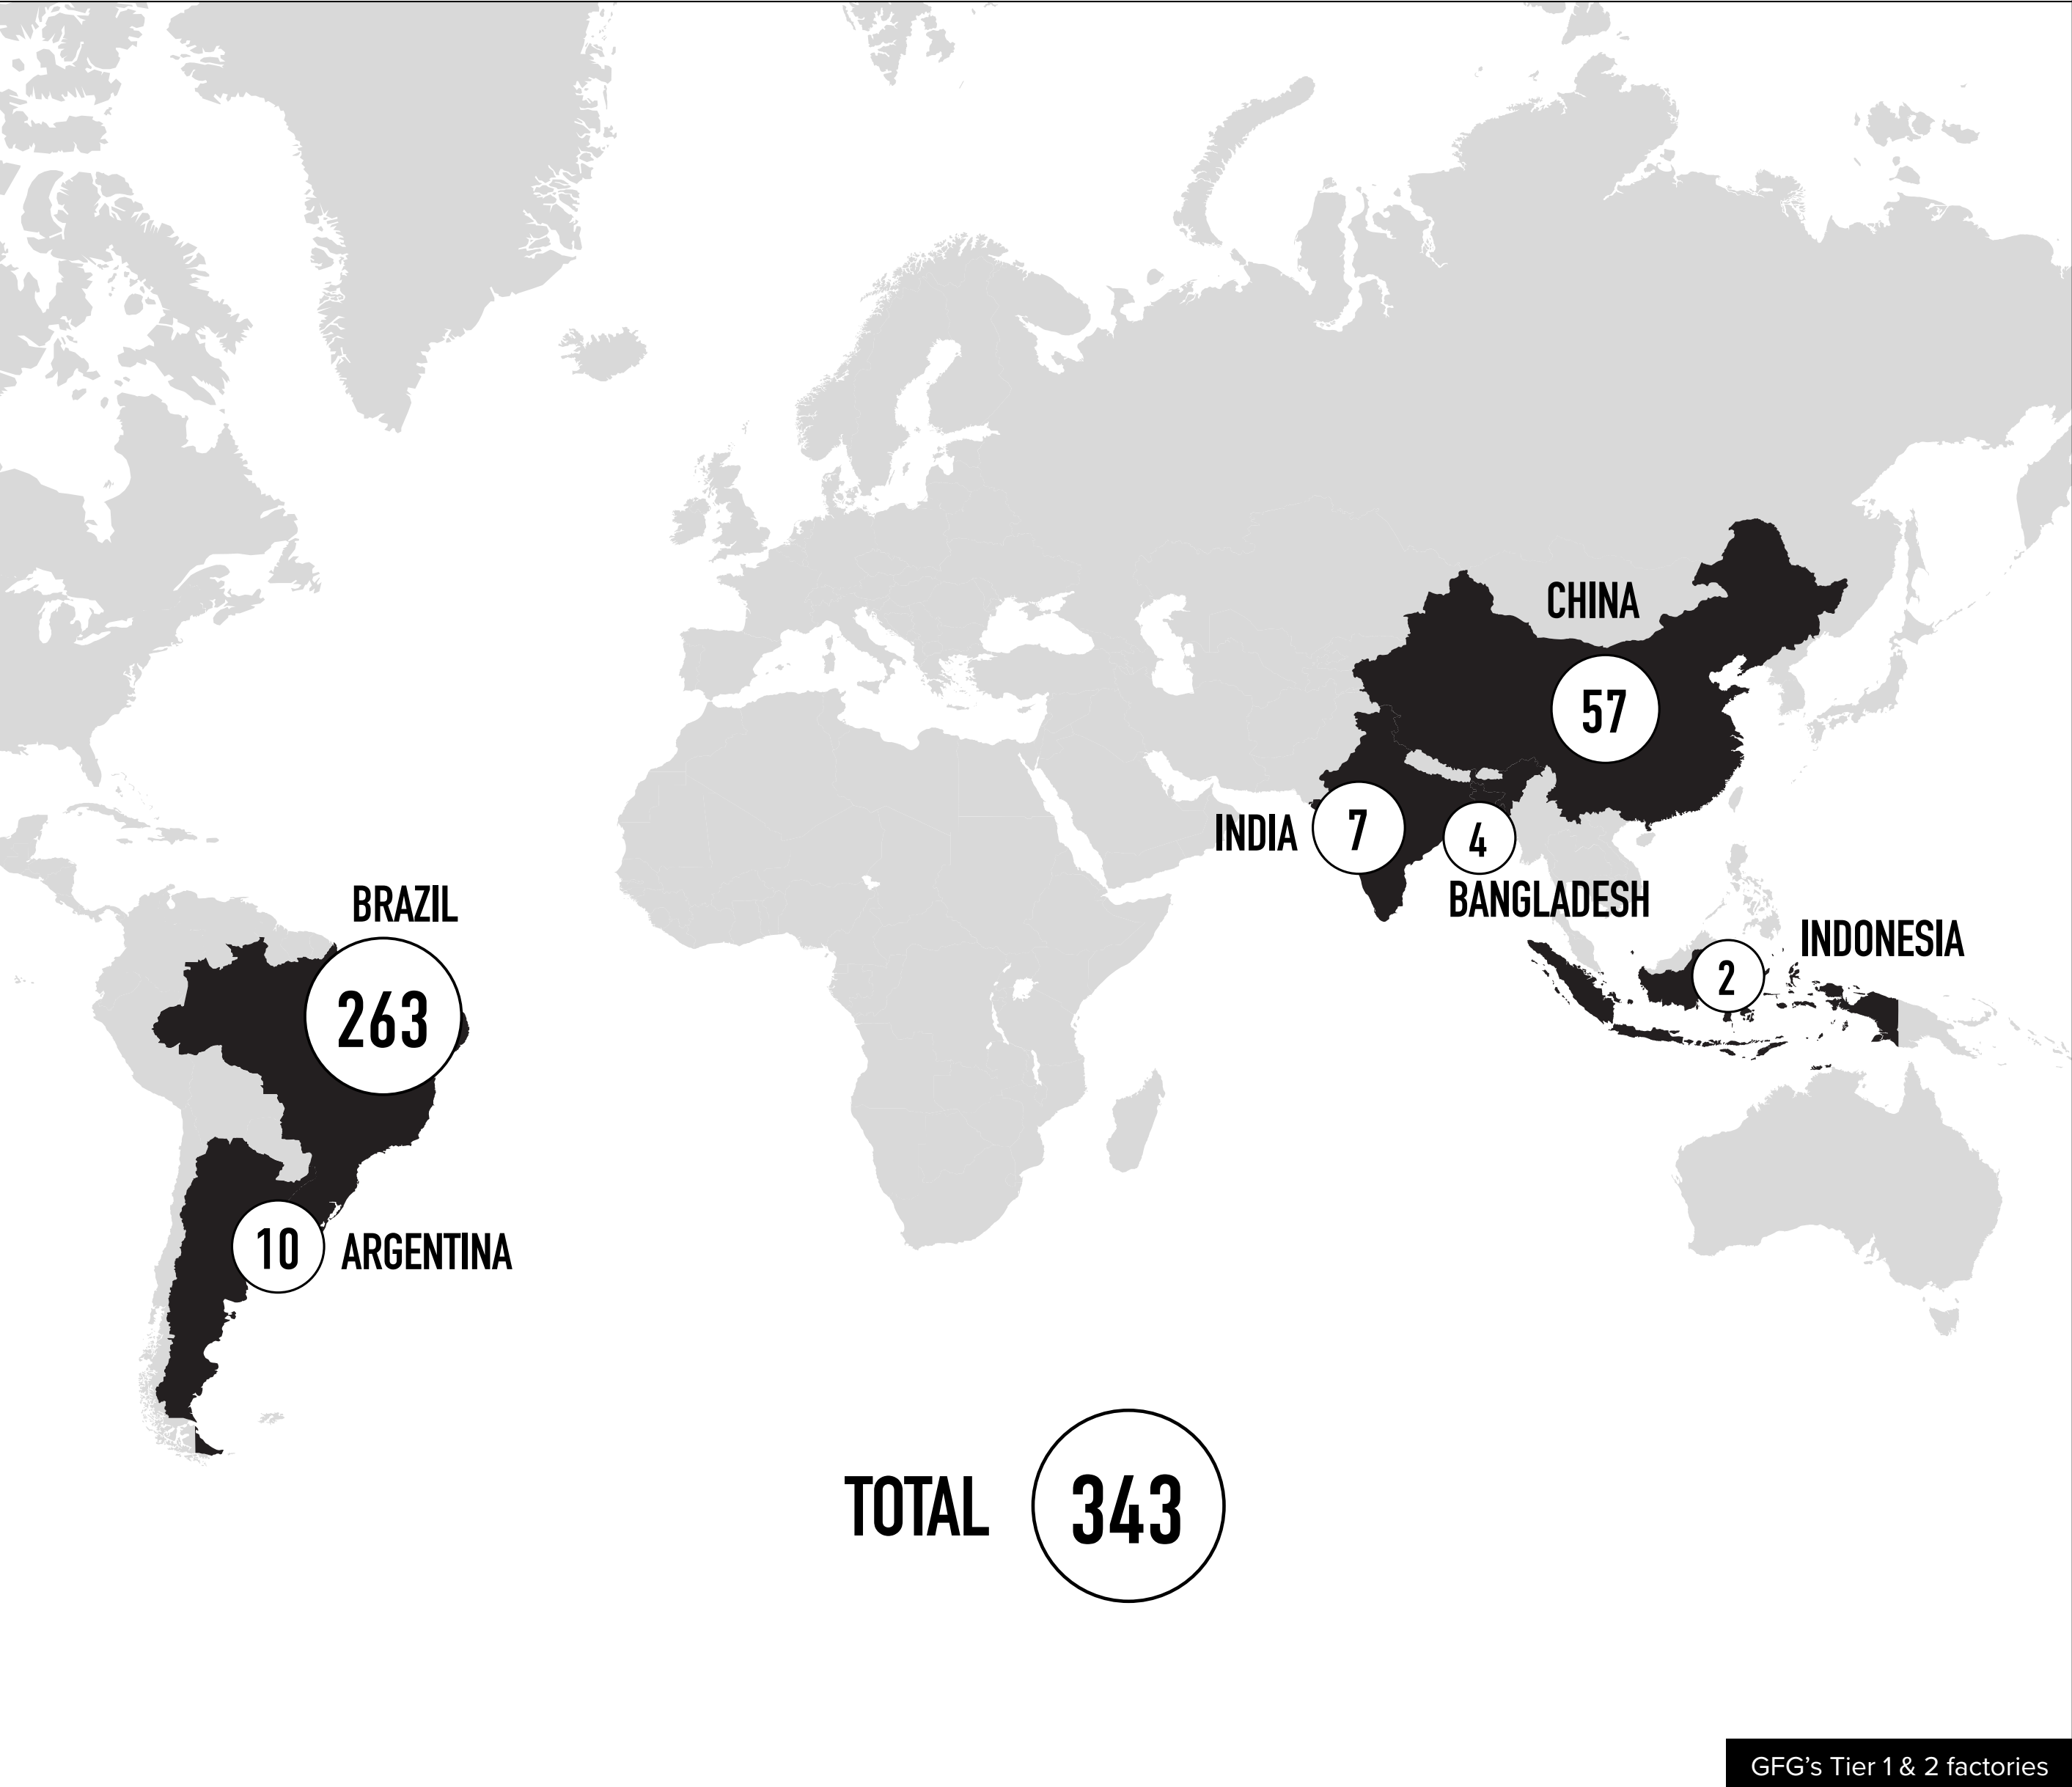 CHINA
57
INDIA
7
4
BANGLADESH
BRAZIL
263
INDONESIA
2
10
ARGENTINA
TOTAL
343
GFG’s Tier 1 & 2 factories